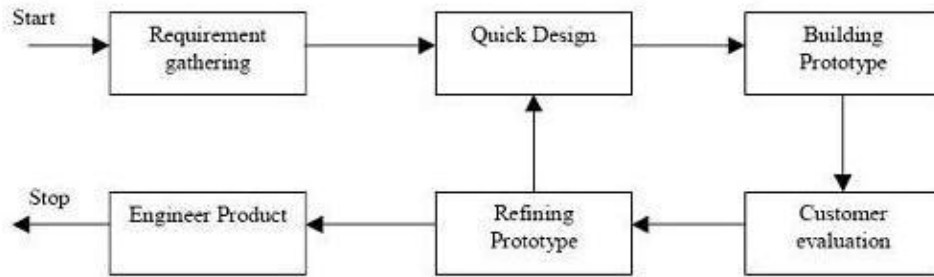 Start
Requirement
gathering
Quick Design
Building
Prototype
Stop
Engineer Product
Refining
Prototype
Customer
evaluation